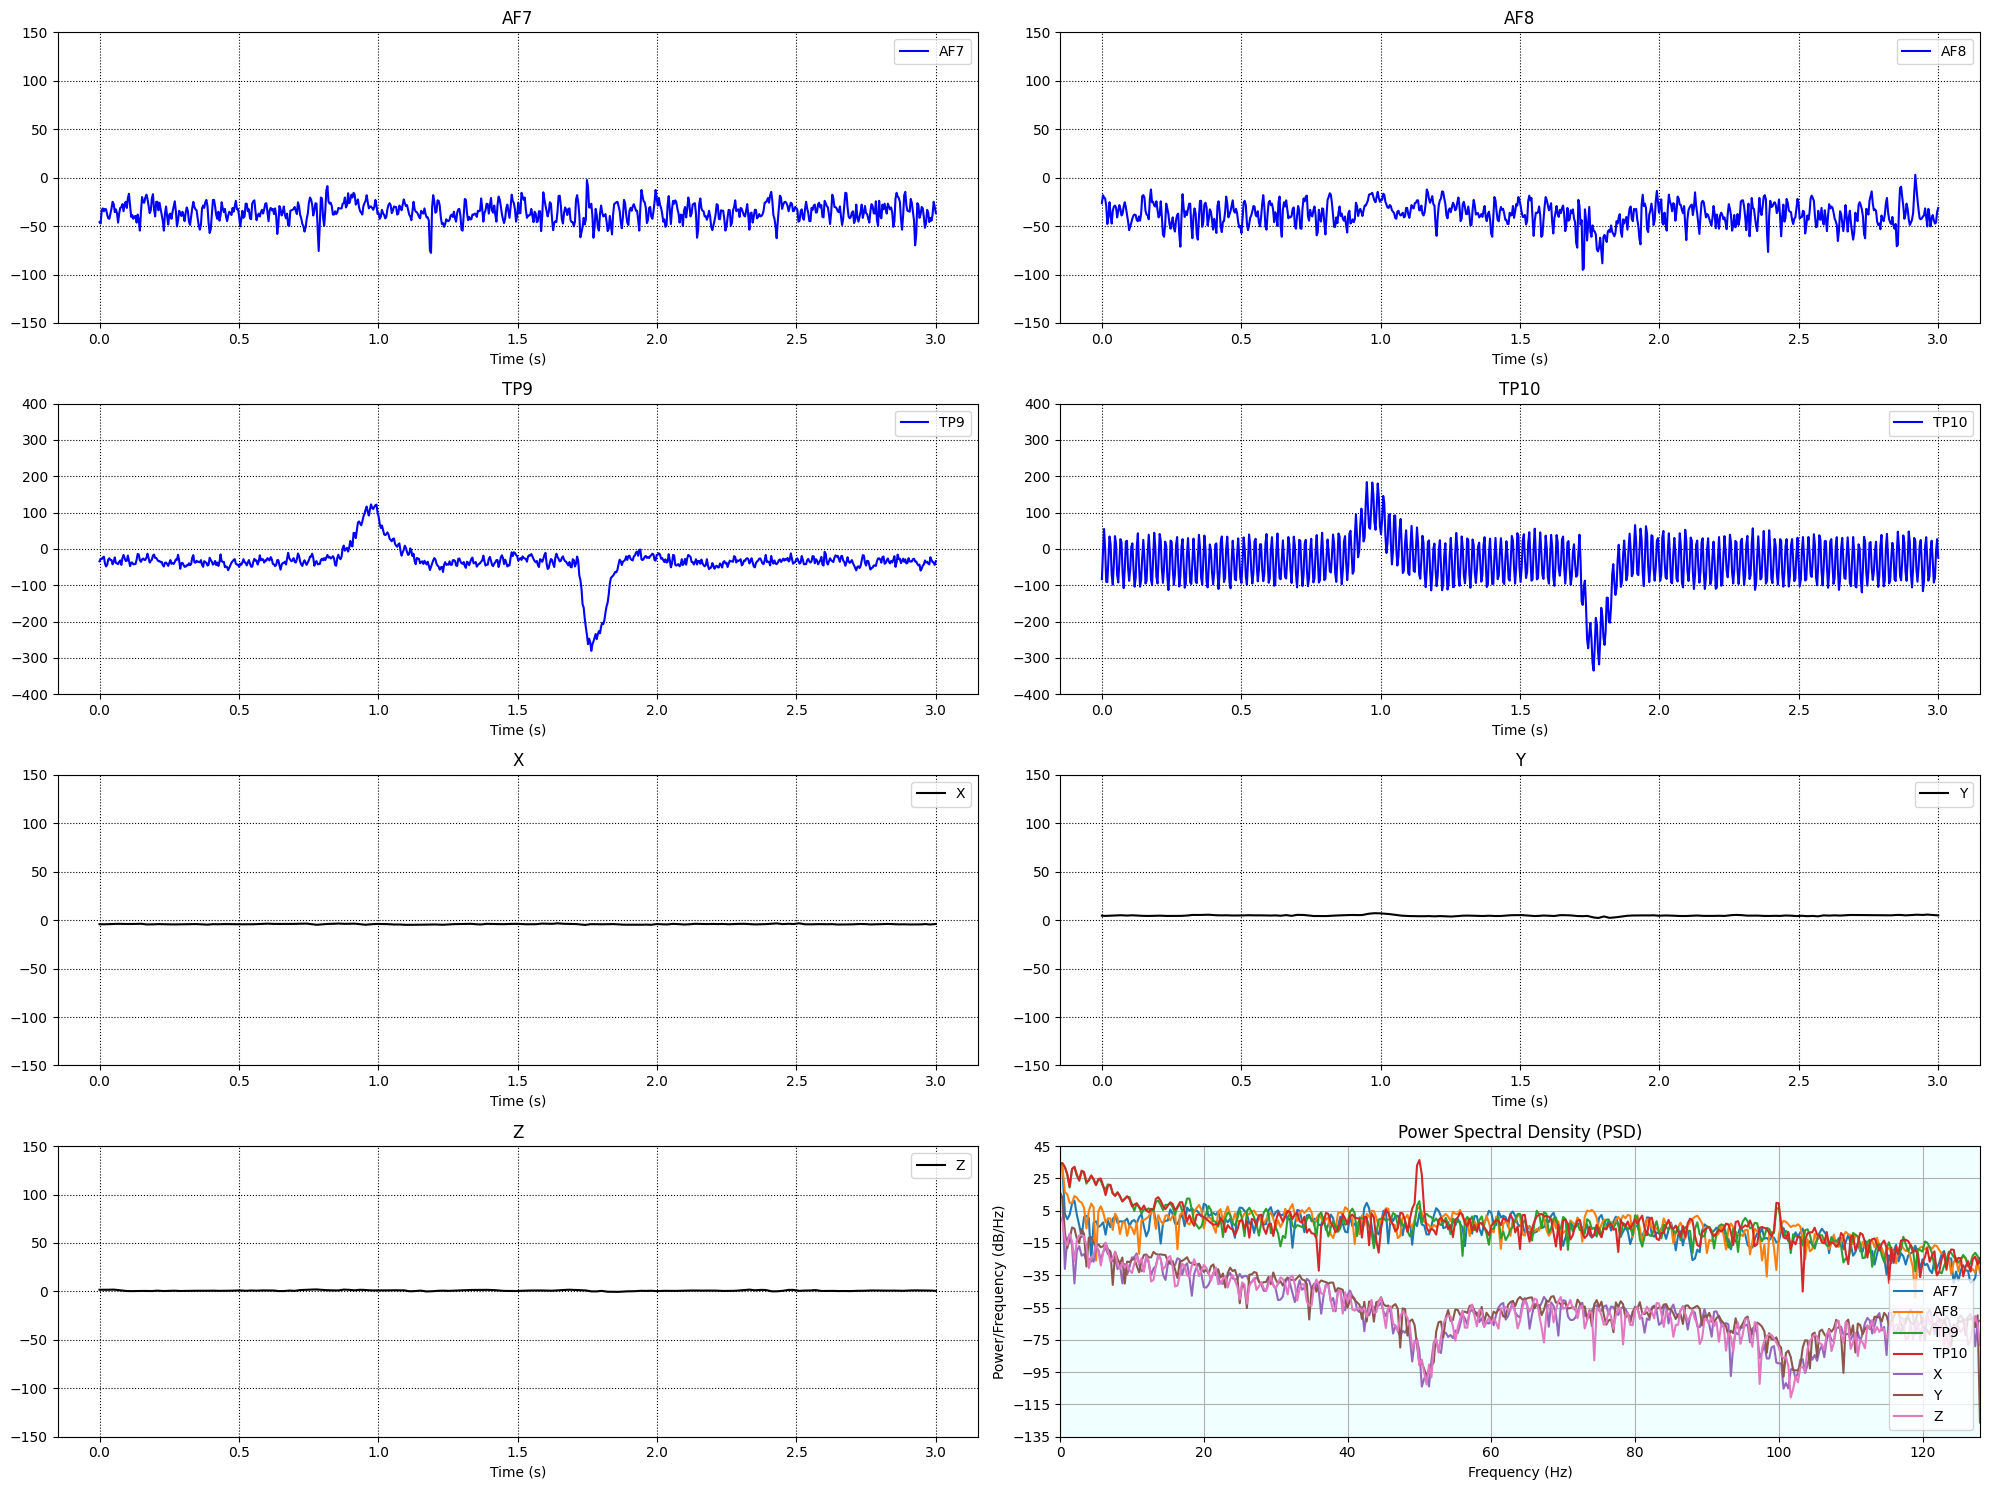 AF7
150
100
50
0
−50
−100
−150
0.0 0.5 1.0 1.5 2.0 2.5 3.0
Time (s)
AF7
AF8
150
100
50
0
−50
−100
−150
0.0 0.5 1.0 1.5 2.0 2.5 3.0
Time (s)
AF8
TP9
400
300
200
100
0
−100
−200
−300
−400
0.0 0.5 1.0 1.5 2.0 2.5 3.0
Time (s)
TP9
TP10
400
300
200
100
0
−100
−200
−300
−400
0.0 0.5 1.0 1.5 2.0 2.5 3.0
Time (s)
TP10
X
150
100
50
0
−50
−100
−150
0.0 0.5 1.0 1.5 2.0 2.5 3.0
Time (s)
X
Y
150
100
50
0
−50
−100
−150
0.0 0.5 1.0 1.5 2.0 2.5 3.0
Time (s)
Y
Z
150
100
50
0
−50
−100
−150
0.0 0.5 1.0 1.5 2.0 2.5 3.0
Time (s)
Z
Power Spectral Density (PSD)
Power/Frequency (dB/Hz)
45
25
5
−15
−35
−55
−75
−95
−115
−135
0 20 40 60 80 100 120
Frequency (Hz)
AF7
AF8
TP9
TP10
X
Y
Z